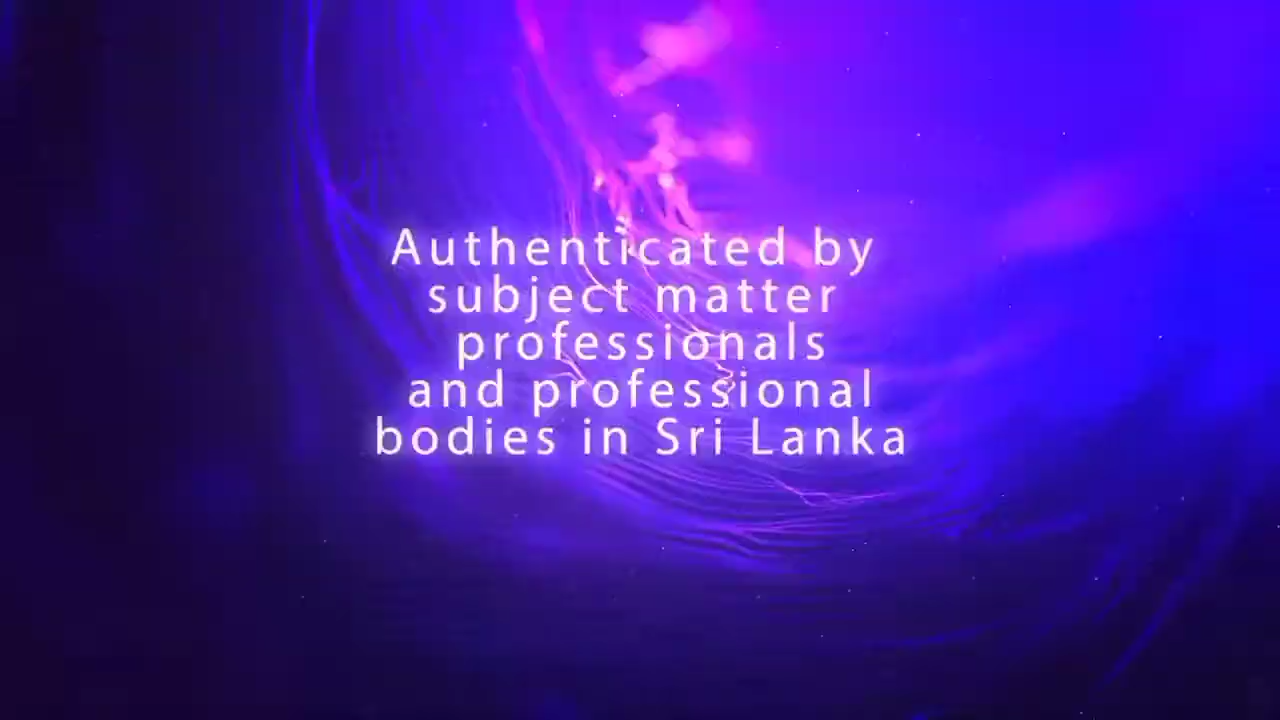 Authenticated by
subject matter
professionals
and professional
bodies in Sri Lanka